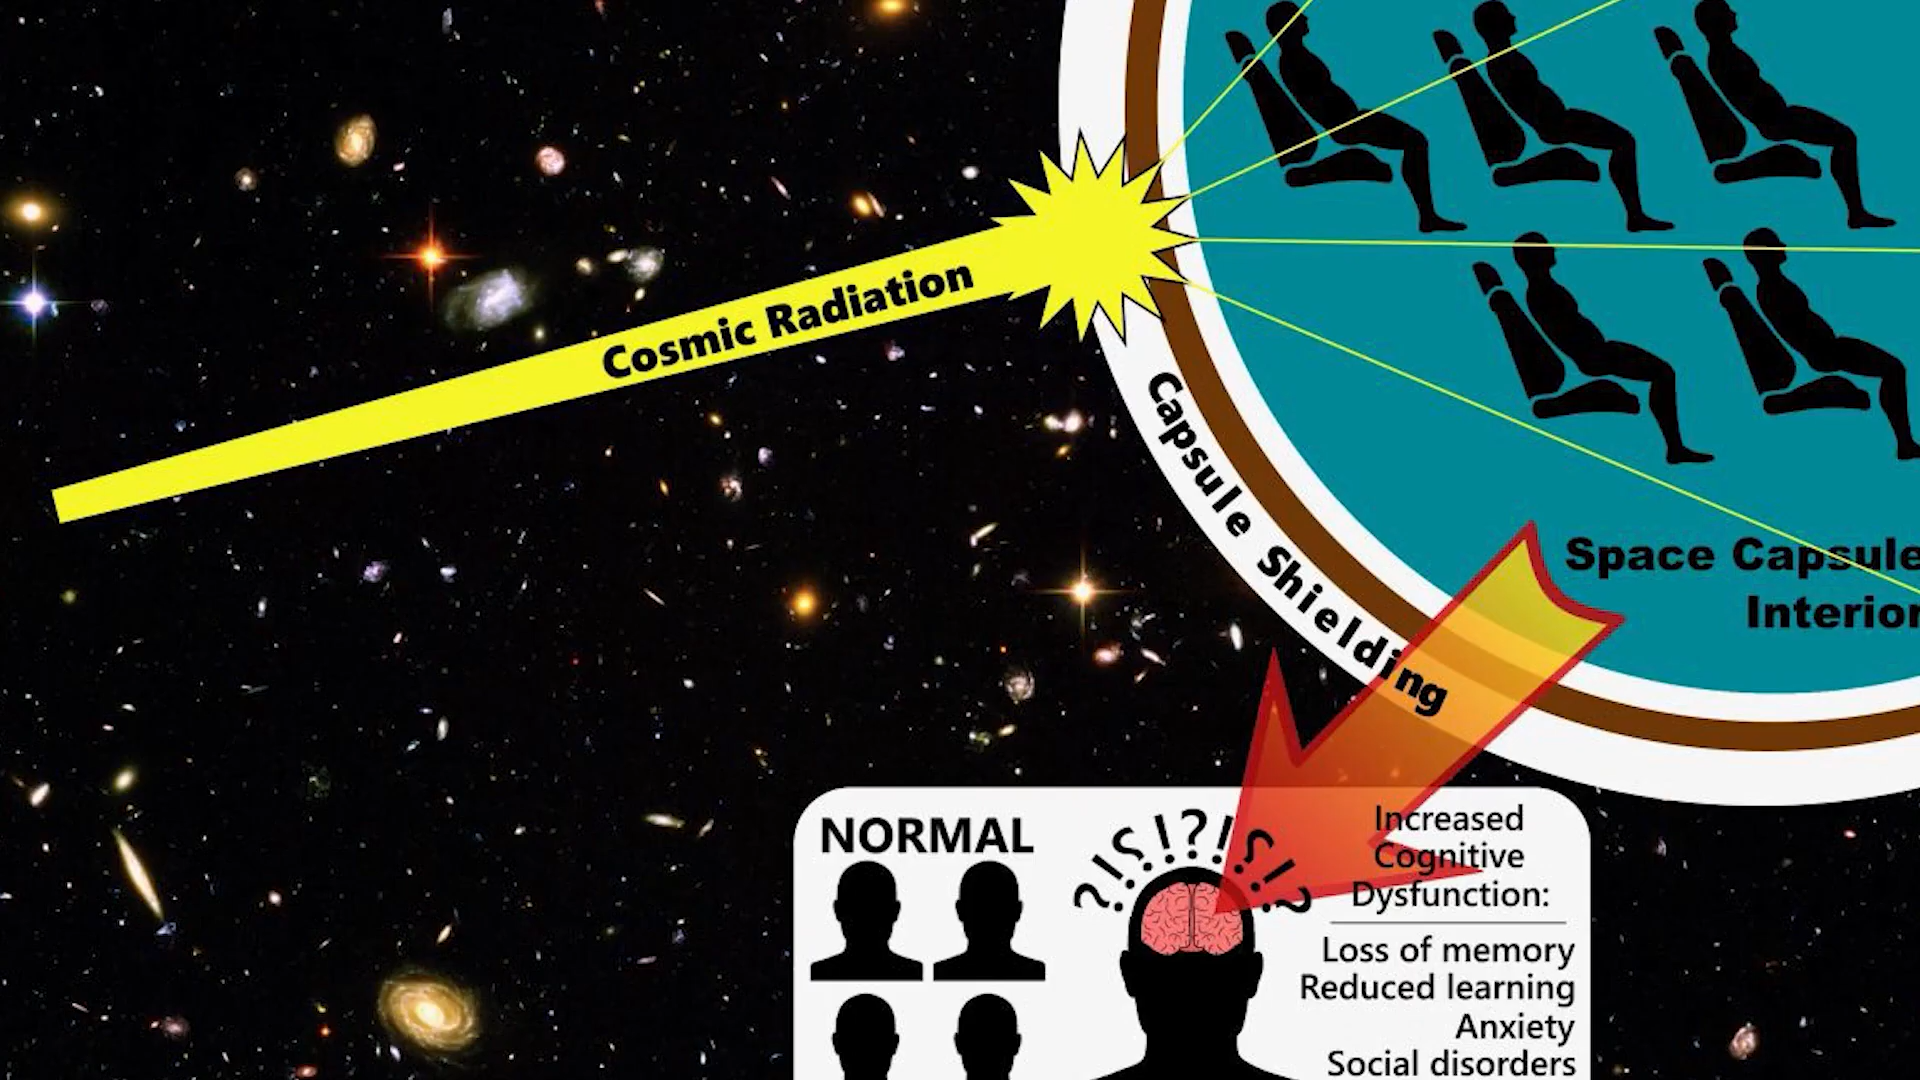 Cosmic Radiation
Capsule Shielding
Space Capsule
Interior
NORMAL
?!?!?!?!?
Increased
Cognitive
Dysfunction:
Loss of memory
Reduced learning
Anxiety
Social disorders